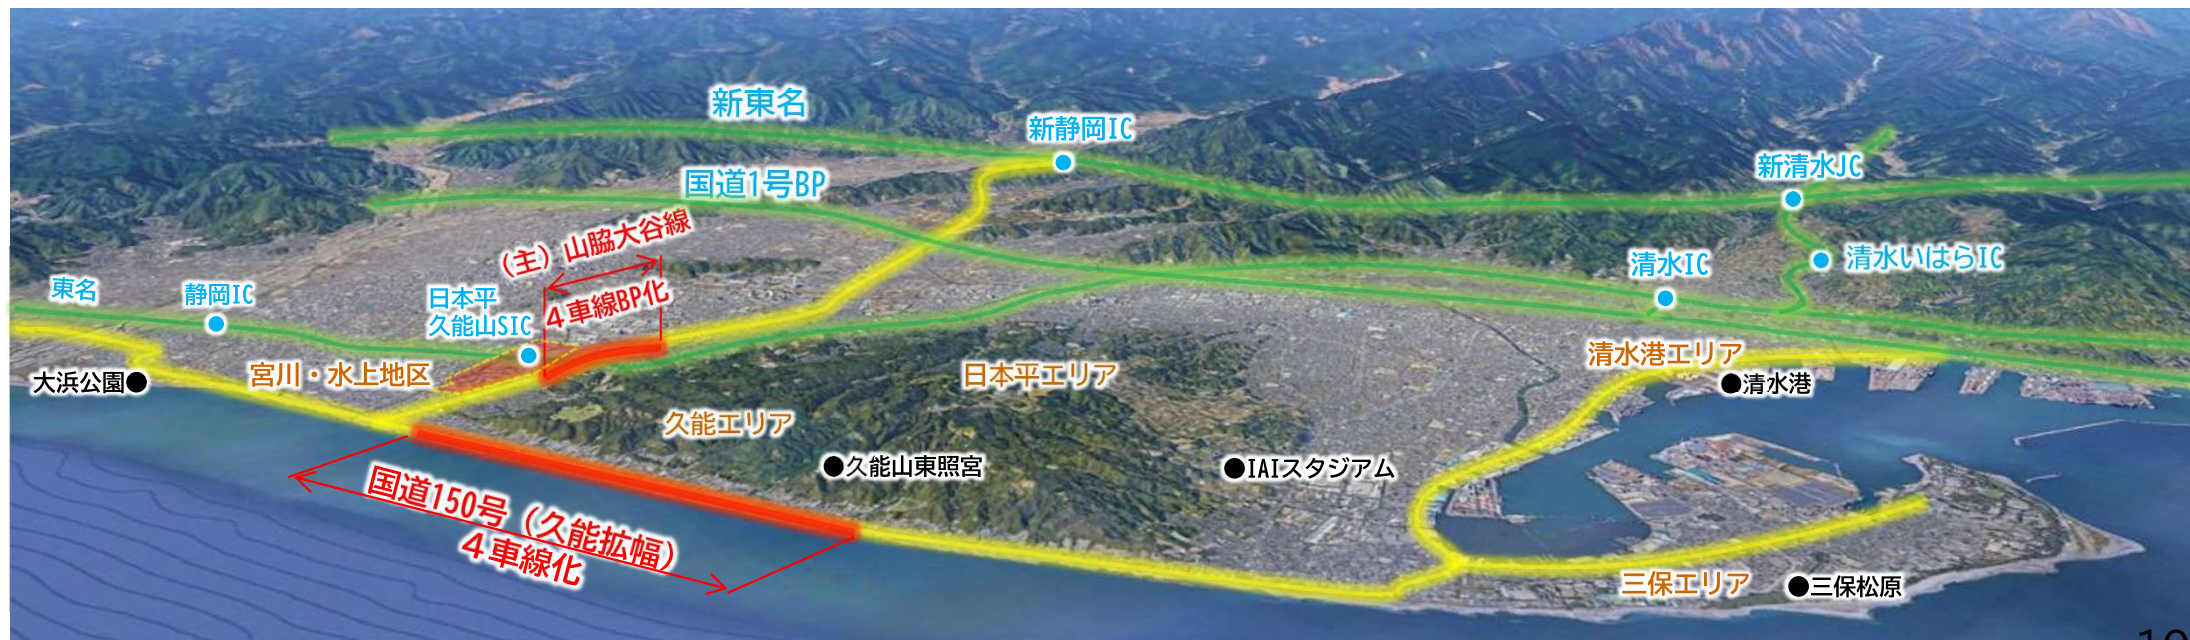 新東名
新静岡IC
新清水JC
国道1号BP
(主)山脇大谷線
4車線BP化
清水いはらIC
清水IC
東名
静岡IC
日本平
久能山SIC
宮川・水上地区
大浜公園
日本平エリア
清水港エリア
清水港
久能エリア
久能山東照宮
IAIスタジアム
国道150号(久能拡幅)
4車線化
三保エリア
三保松原